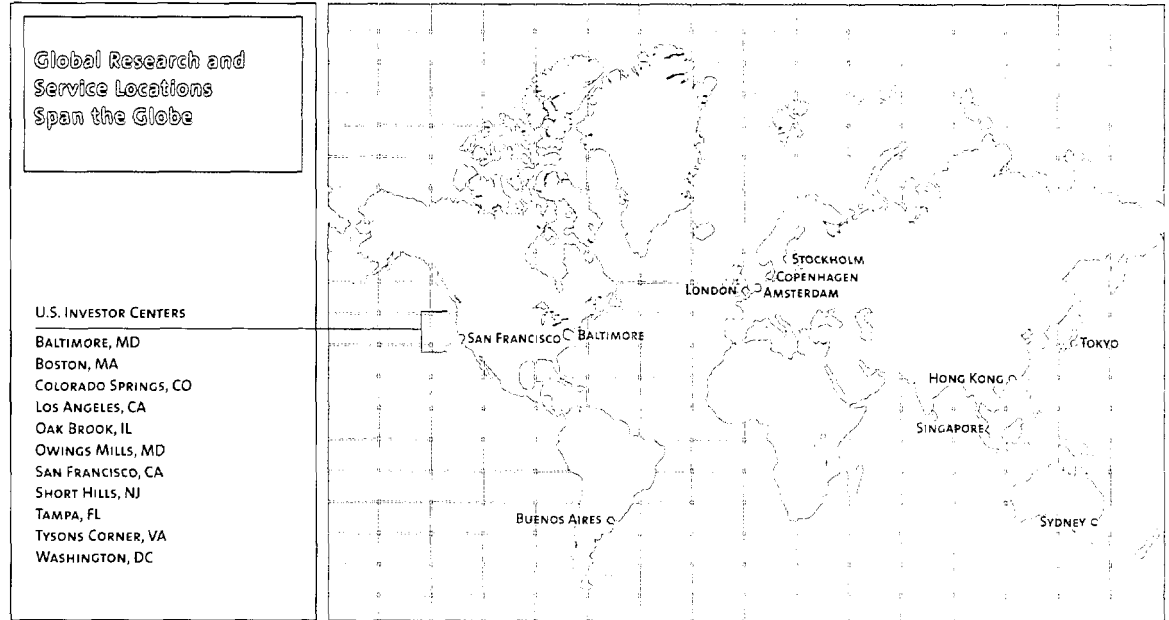 Global Research and
Service Locations
Span the Globe
U.S. INVESTOR CENTERS
BALTIMORE, MD
BOSTON, MA
COLORADO SPRINGS, CO
LOS ANGELES, CA
OAK BROOK, IL
OWINGS MILLS, MD
SAN FRANCISCO, CA
SHORT HILLS, NJ
TAMPA, FL
TYSONS CORNER, VA
WASHINGTON, DC
STOCKHOLM
COPENHAGEN
LONDON
AMSTERDAM
SAN FRANCISCO
BALTIMORE
TOKYO
HONG KONG
SINGAPORE
BUENOS AIRES
SYDNEY